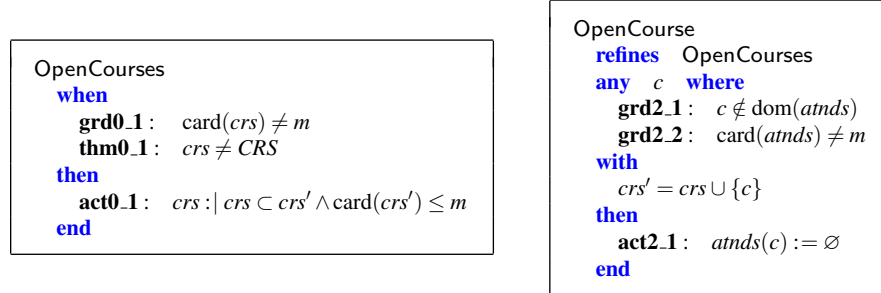 OpenCourses
when
grd0_1 : card(crs) ≠ m
thm0_1 : crs ≠ CRS
then
act0_1 : crs :| crs ⊂ crs′ ∧ card(crs′) ≤ m
end
OpenCourse
refines OpenCourses
any c where
grd2_1 : c ∉ dom(atnds)
grd2_2 : card(atnds) ≠ m
with
crs′ = crs ∪ {c}
then
act2_1 : atnds(c) := ∅
end